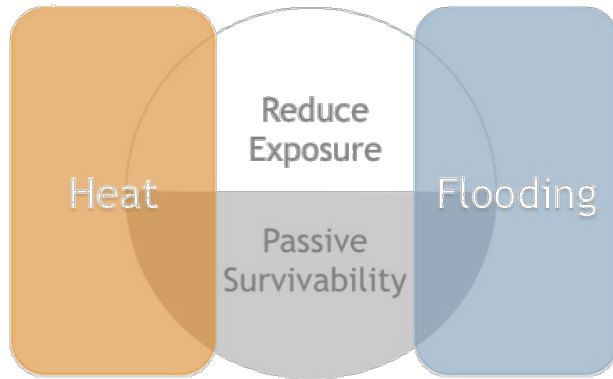 Reduce
Exposure
Heat
Flooding
Passive
Survivability